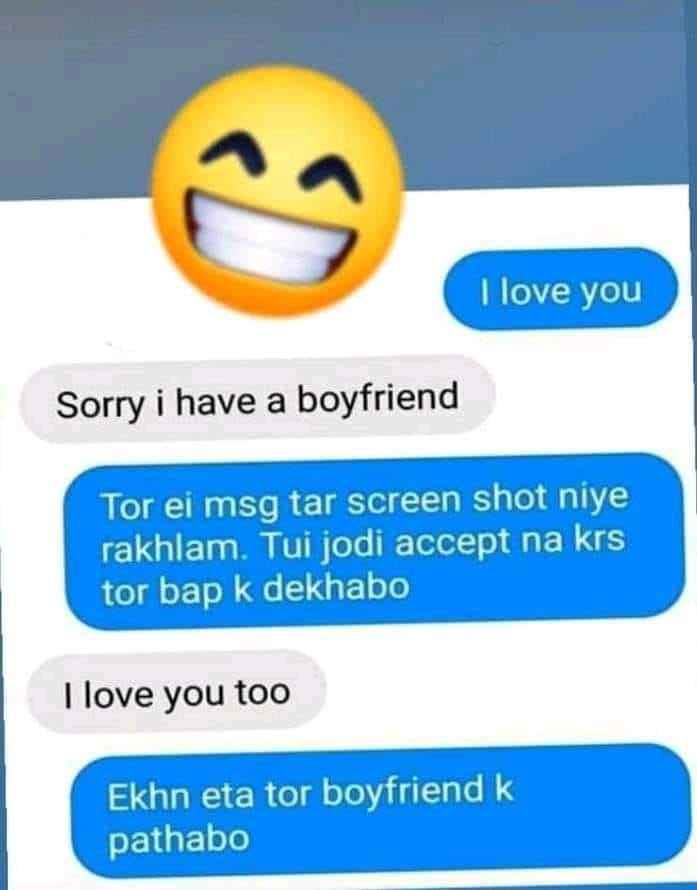 I love you
Sorry i have a boyfriend
Tor ei msg tar screen shot niye
rakhlam. Tui jodi accept na krs
tor bap k dekhabo
I love you too
Ekhn eta tor boyfriend k
pathabo